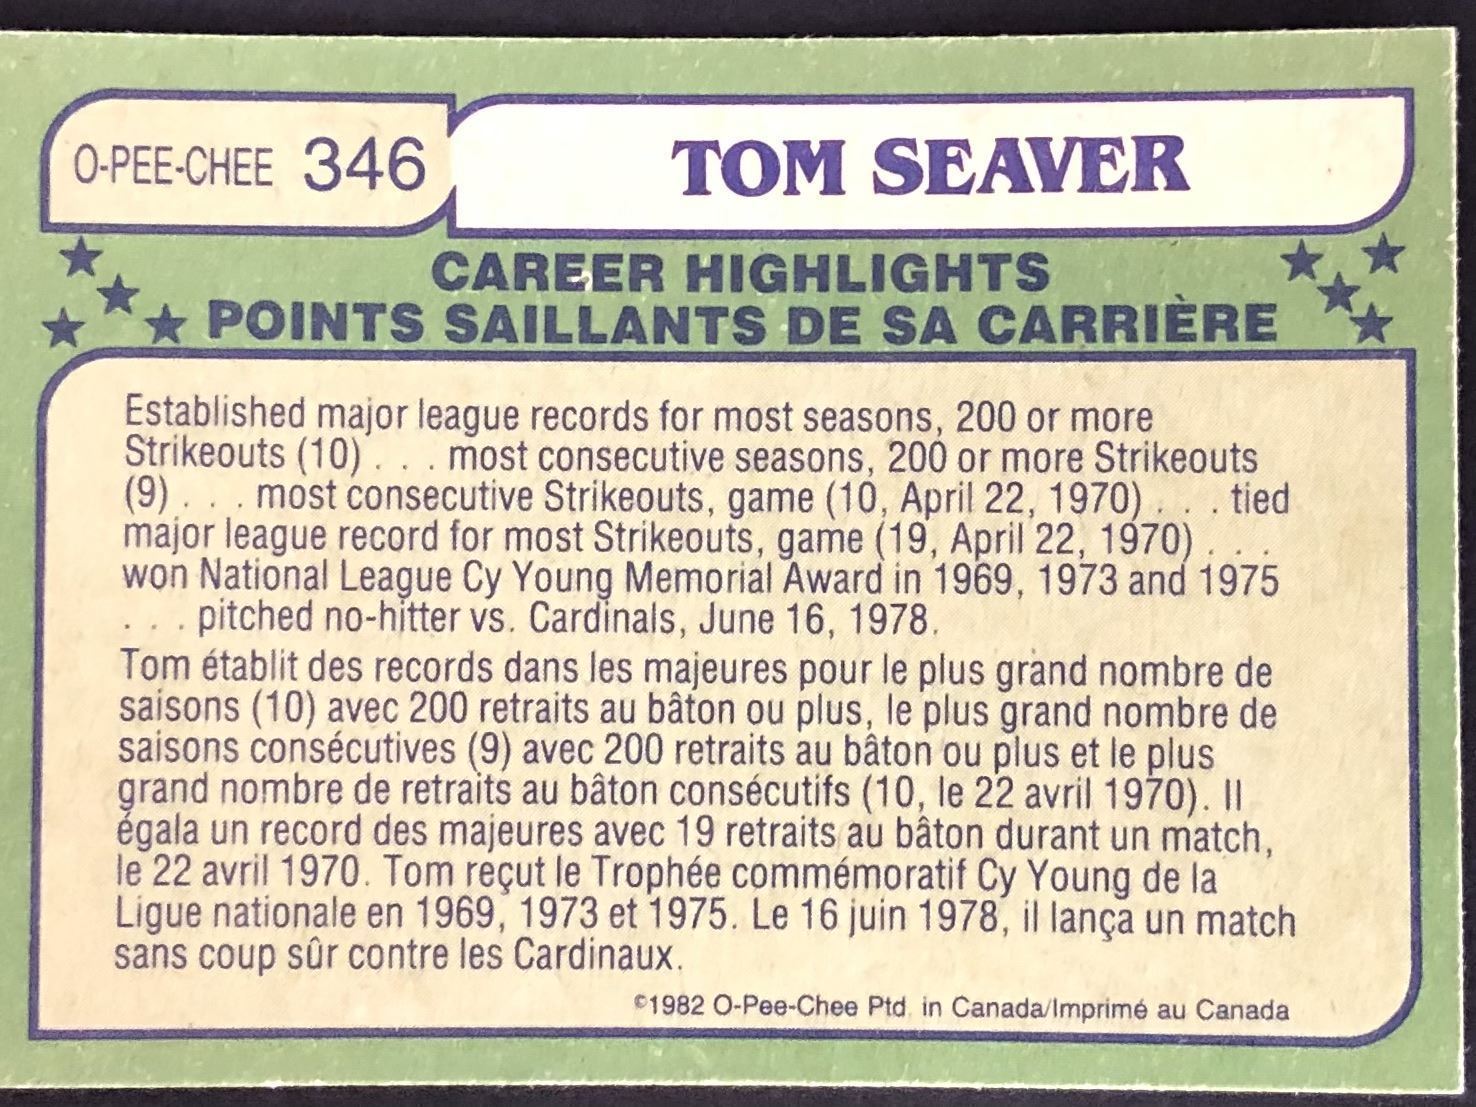 O-PEE-CHEE 346
TOM SEAVER
CAREER HIGHLIGHTS
POINTS SAILLANTS DE SA CARRIÈRE
Established major league records for most seasons, 200 or more
Strikeouts (10) . . . most consecutive seasons, 200 or more Strikeouts
(9) . . . most consecutive Strikeouts, game (10, April 22, 1970) . . . tied
major league record for most Strikeouts, game (19, April 22, 1970) . . .
won National League Cy Young Memorial Award in 1969, 1973 and 1975
. . . pitched no-hitter vs. Cardinals, June 16, 1978.
Tom établit des records dans les majeures pour le plus grand nombre de
saisons (10) avec 200 retraits au bâton ou plus, le plus grand nombre de
saisons consécutives (9) avec 200 retraits au bâton ou plus et le plus
grand nombre de retraits au bâton consécutifs (10, le 22 avril 1970). Il
égala un record des majeures avec 19 retraits au bâton durant un match,
le 22 avril 1970. Tom reçut le Trophée commémoratif Cy Young de la
Ligue nationale en 1969, 1973 et 1975. Le 16 juin 1978, il lança un match
sans coup sûr contre les Cardinaux.
©1982 O-Pee-Chee Ptd. in Canada/Imprimé au Canada